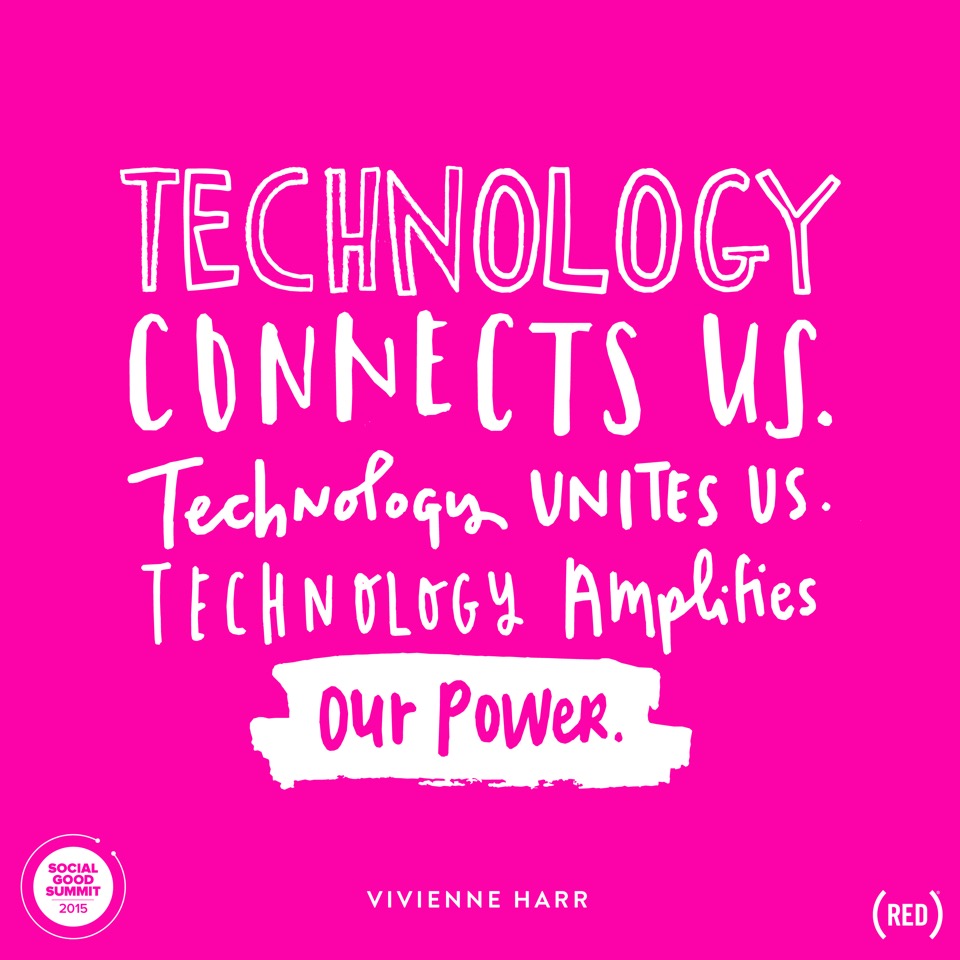 TECHNOLOGY
CONNECTS US.
Technology UNITES US.
TECHNOLOGY Amplifies
Our POWER.
SOCIAL
GOOD
SUMMIT
2015
VIVIENNE HARR
(RED)